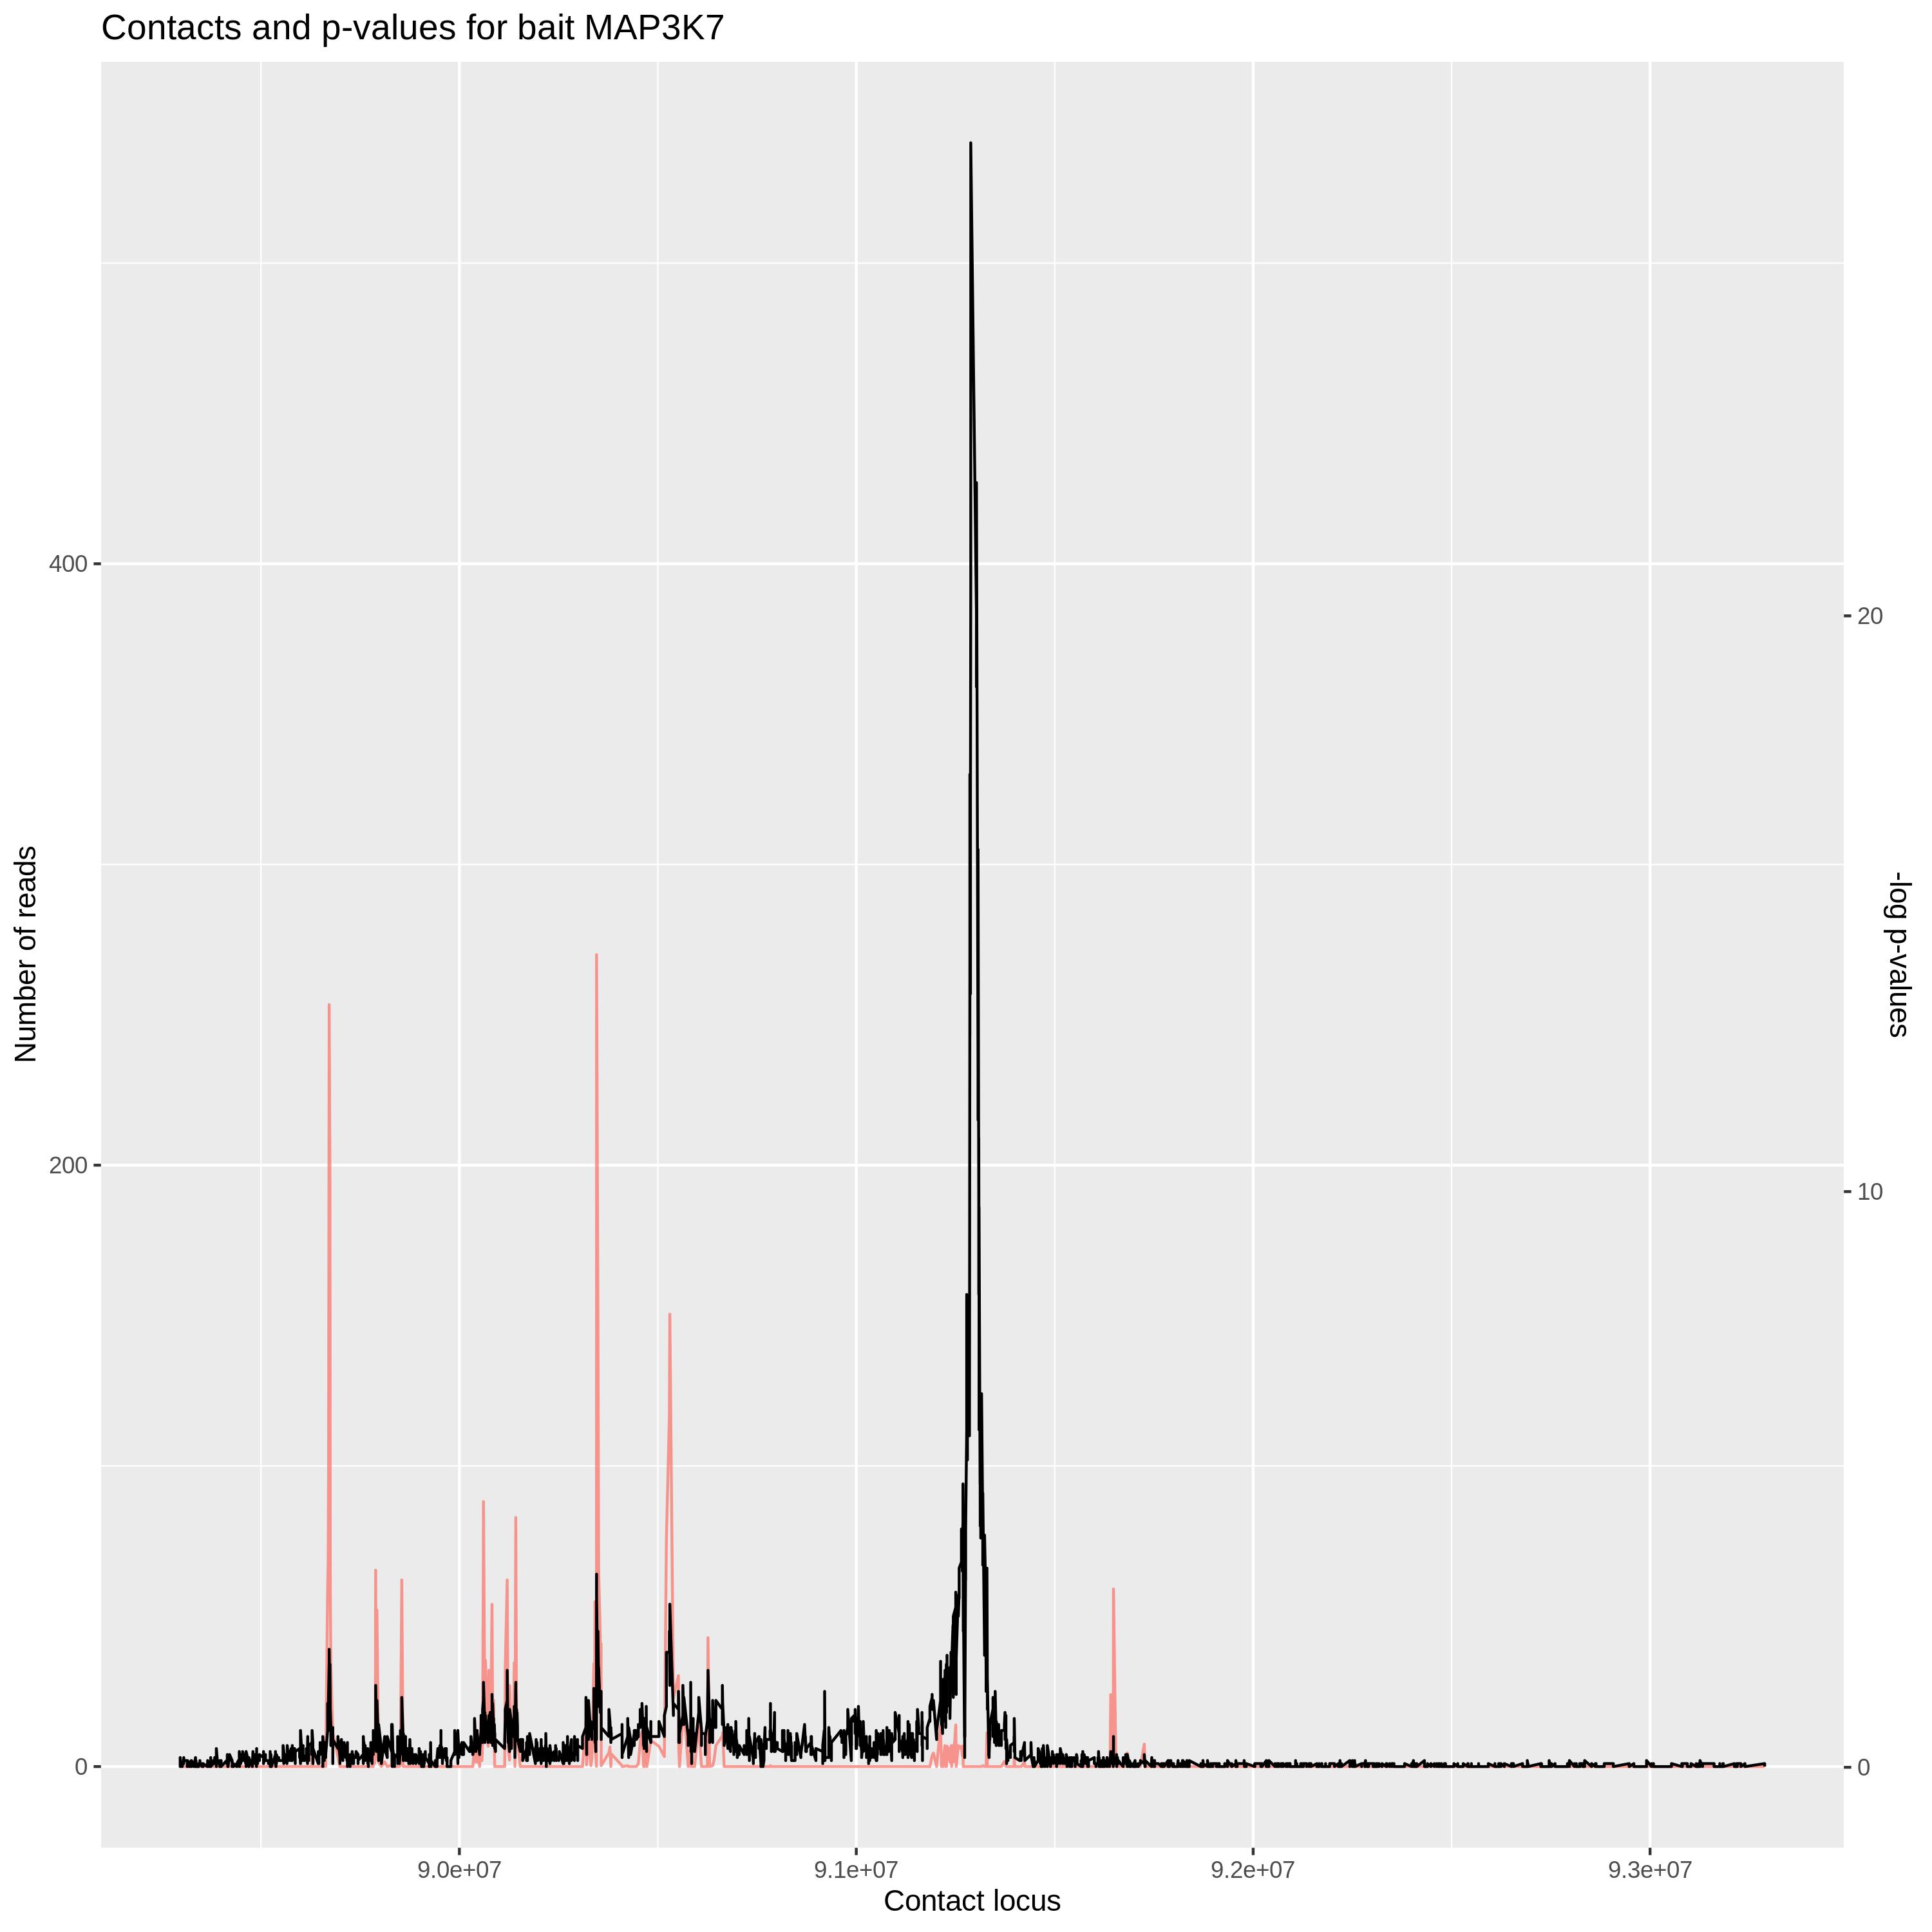 Contacts and p-values for bait MAP3K7
400
200
0
Number of reads
20
10
0
-log p-values
9.0e+07
9.1e+07
9.2e+07
9.3e+07
Contact locus